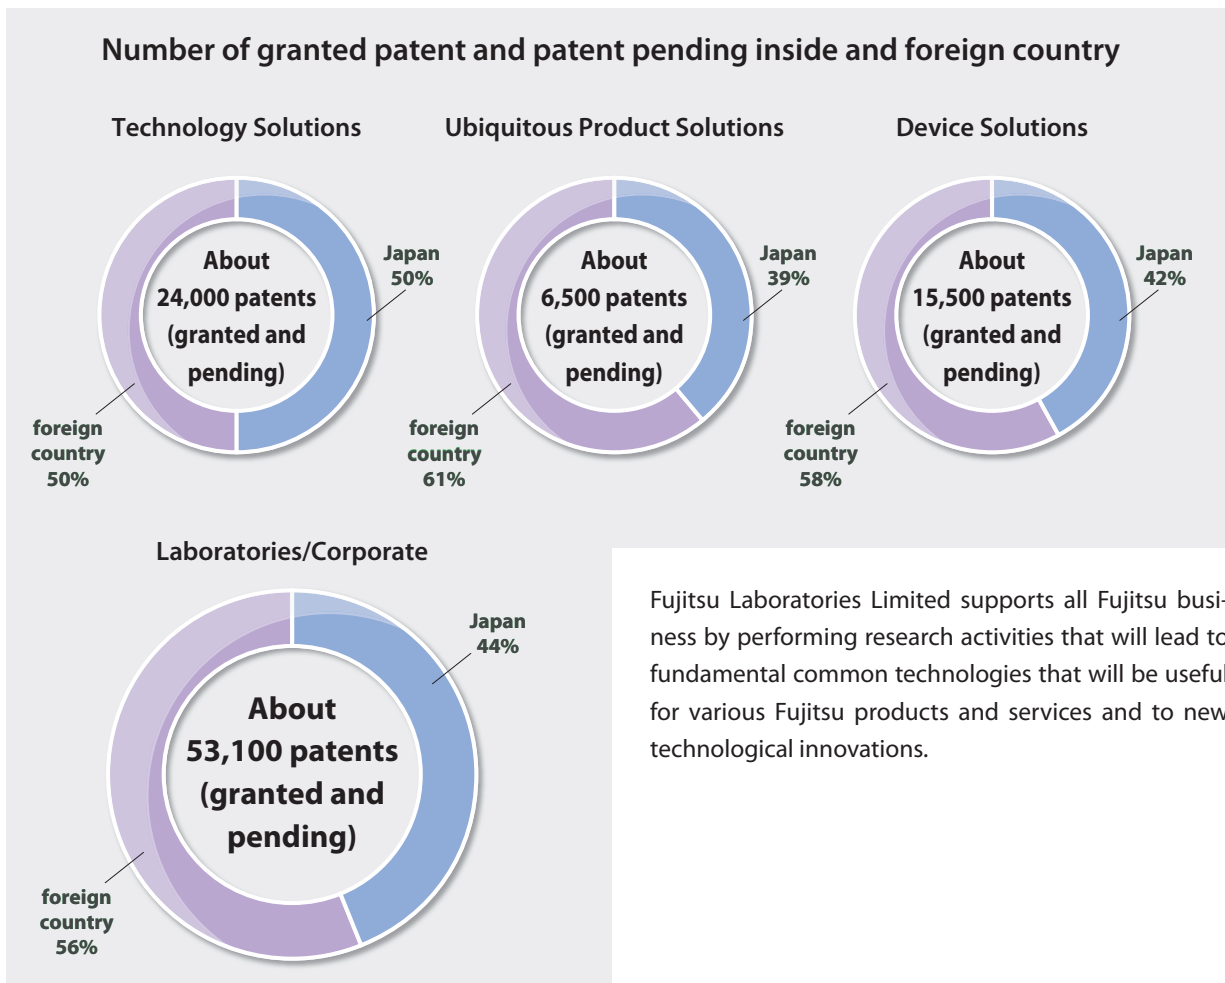 Number of granted patent and patent pending inside and foreign country
Technology Solutions
About
24,000 patents
(granted and
pending)
Japan
50%
foreign
country
50%
Ubiquitous Product Solutions
About
6,500 patents
(granted and
pending)
Japan
39%
foreign
country
61%
Device Solutions
About
15,500 patents
(granted and
pending)
Japan
42%
foreign
country
58%
Laboratories/Corporate
About
53,100 patents
(granted and
pending)
Japan
44%
foreign
country
56%
Fujitsu Laboratories Limited supports all Fujitsu busi-
ness by performing research activities that will lead to
fundamental common technologies that will be useful
for various Fujitsu products and services and to new
technological innovations.